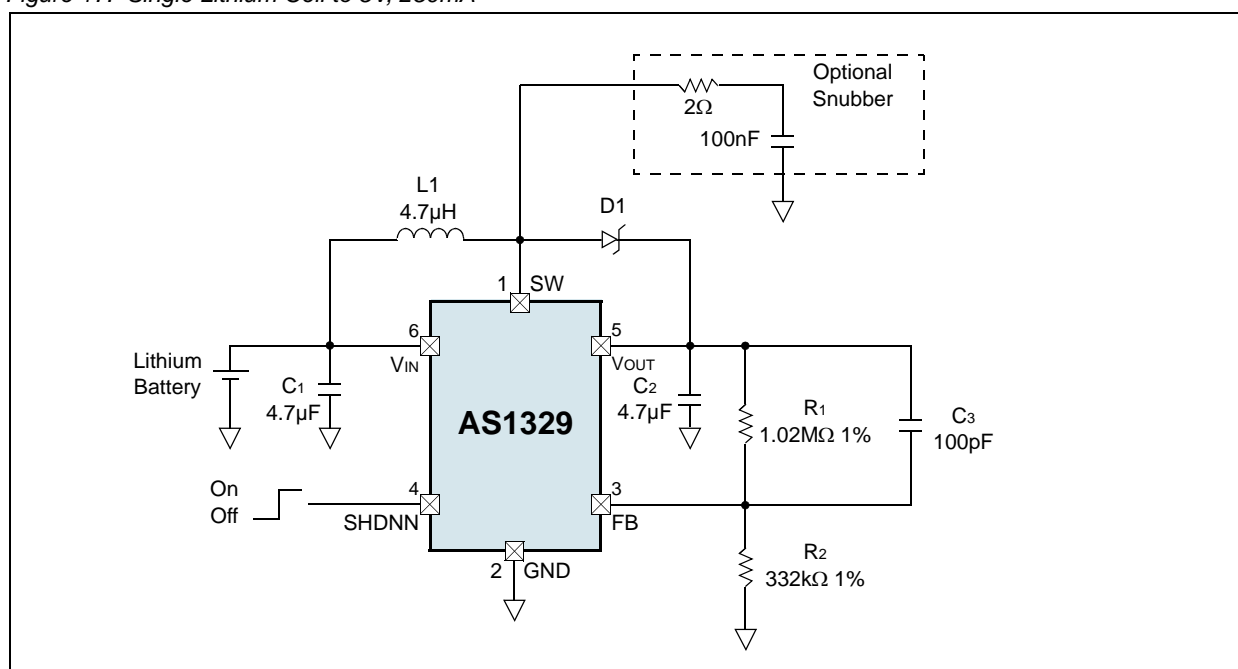 Optional
Snubber
2Ω
100nF
L1
4.7µH
D1
1 SW
6
VIN
5
VOUT
Lithium
Battery
C1
4.7µF
C2
4.7µF
AS1329
R1
1.02MΩ 1%
C3
100pF
On
Off
4
SHDNN
3
FB
2 GND
R2
332kΩ 1%